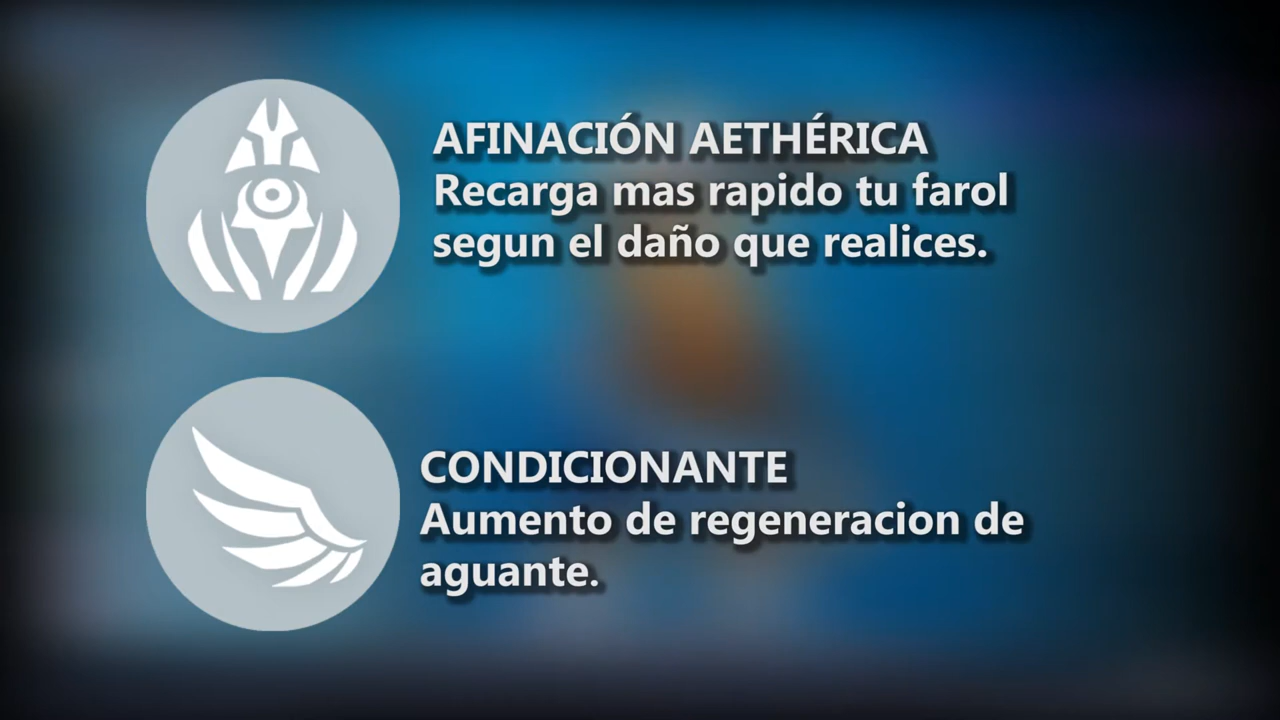 AFINACIÓN AETHÉRICA
Recarga mas rapido tu farol
segun el daño que realices.
CONDICIONANTE
Aumento de regeneracion de
aguante.